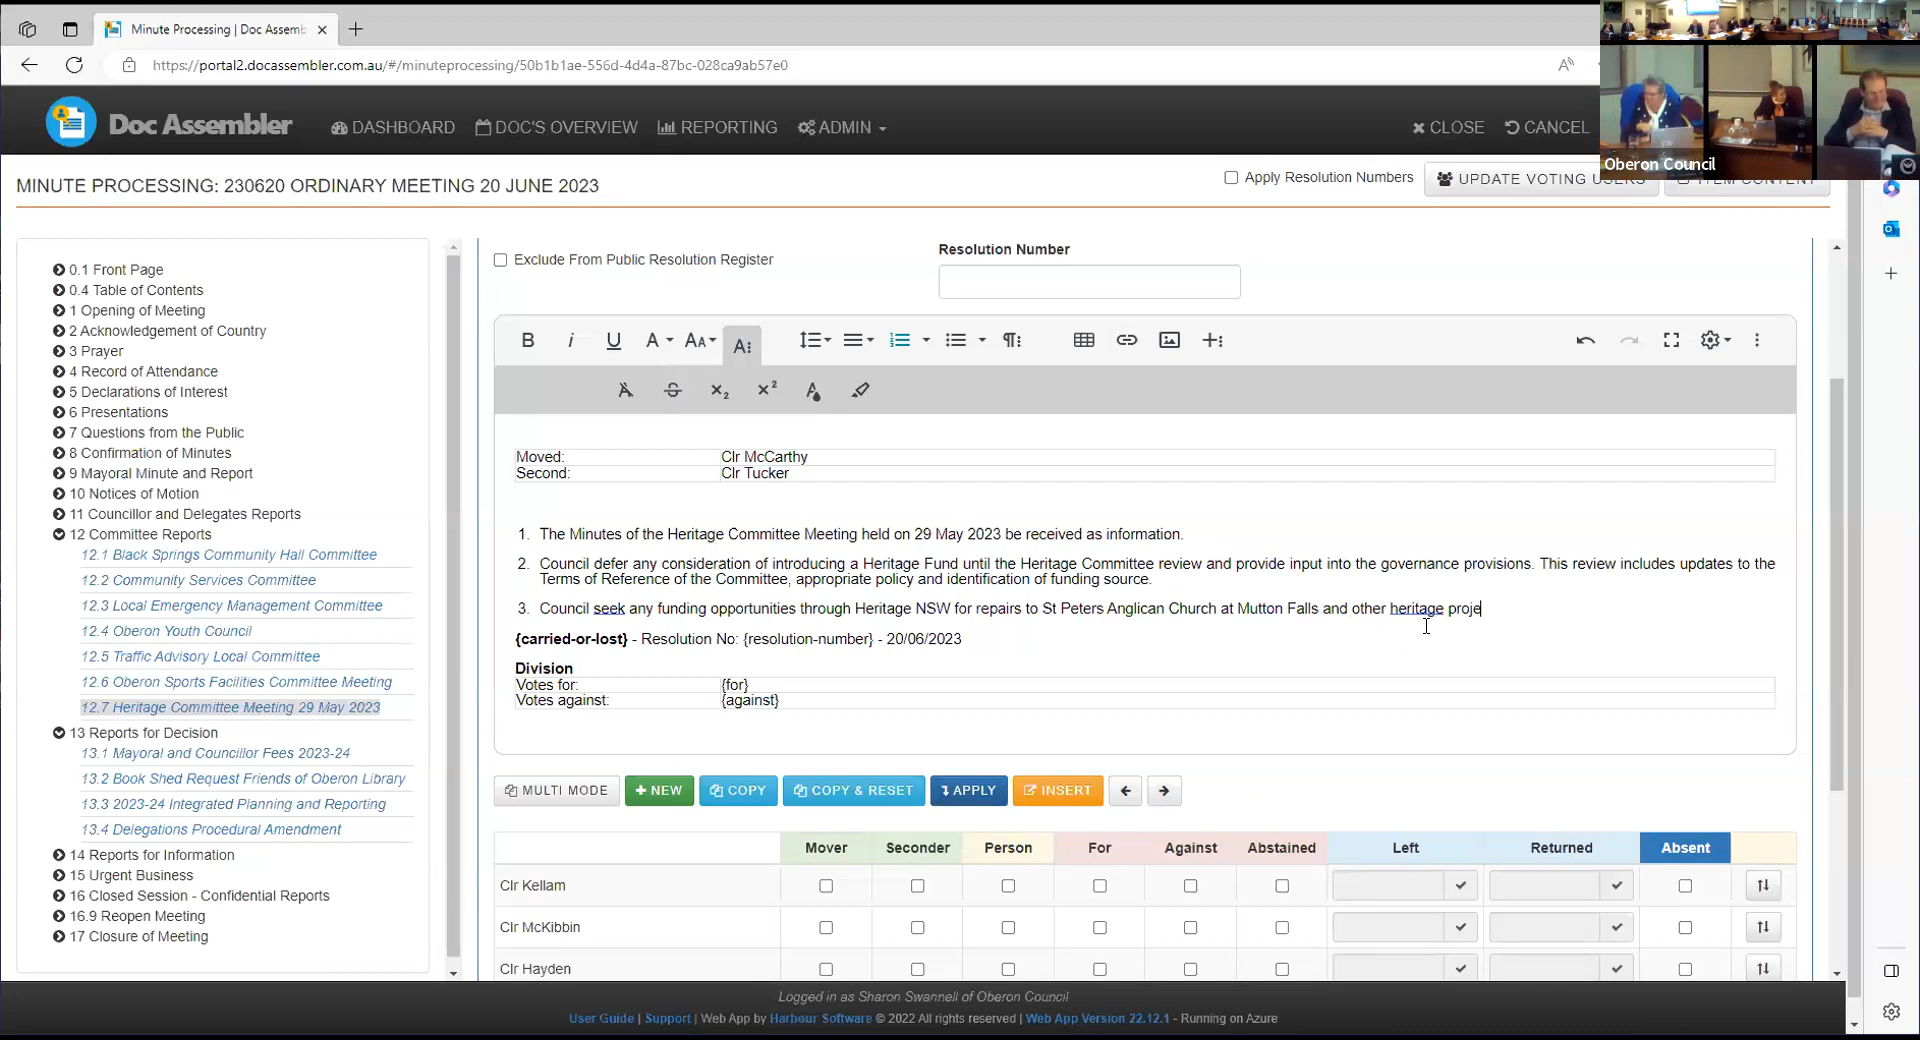 Minute Processing | Doc Assemb
https://portal2.docassembler.com.au/#/minuteprocessing/50b1b1ae-556d-4d4a-87bc-028ca9ab57e0
Doc Assembler
DASHBOARD
DOC'S OVERVIEW
REPORTING
ADMIN
CLOSE
CANCEL
Oberon Council
MINUTE PROCESSING: 230620 ORDINARY MEETING 20 JUNE 2023
Apply Resolution Numbers
UPDATE VOTING USERS
ITEM CONTENT
0.1 Front Page
0.4 Table of Contents
1 Opening of Meeting
2 Acknowledgement of Country
3 Prayer
4 Record of Attendance
5 Declarations of Interest
6 Presentations
7 Questions from the Public
8 Confirmation of Minutes
9 Mayoral Minute and Report
10 Notices of Motion
11 Councillor and Delegates Reports
12 Committee Reports
12.1 Black Springs Community Hall Committee
12.2 Community Services Committee
12.3 Local Emergency Management Committee
12.4 Oberon Youth Council
12.5 Traffic Advisory Local Committee
12.6 Oberon Sports Facilities Committee Meeting
12.7 Heritage Committee Meeting 29 May 2023
13 Reports for Decision
13.1 Mayoral and Councillor Fees 2023-24
13.2 Book Shed Request Friends of Oberon Library
13.3 2023-24 Integrated Planning and Reporting
13.4 Delegations Procedural Amendment
14 Reports for Information
15 Urgent Business
16 Closed Session - Confidential Reports
16.9 Reopen Meeting
17 Closure of Meeting
Exclude From Public Resolution Register
Resolution Number
Moved: Clr McCarthy
Second: Clr Tucker
1. The Minutes of the Heritage Committee Meeting held on 29 May 2023 be received as information.
2. Council defer any consideration of introducing a Heritage Fund until the Heritage Committee review and provide input into the governance provisions. This review includes updates to the
Terms of Reference of the Committee, appropriate policy and identification of funding source.
3. Council seek any funding opportunities through Heritage NSW for repairs to St Peters Anglican Church at Mutton Falls and other heritage proje
{carried-or-lost} - Resolution No: {resolution-number} - 20/06/2023
Division
Votes for: {for}
Votes against: {against}
MULTI MODE
NEW
COPY
COPY & RESET
APPLY
INSERT
Mover Seconder Person For Against Abstained Left Returned Absent
Clr Kellam
Clr McKibbin
Clr Hayden
Logged in as Sharon Swannell of Oberon Council
User Guide | Support | Web App by Harbour Software © 2022 All rights reserved | Web App Version 22.12.1 - Running on Azure